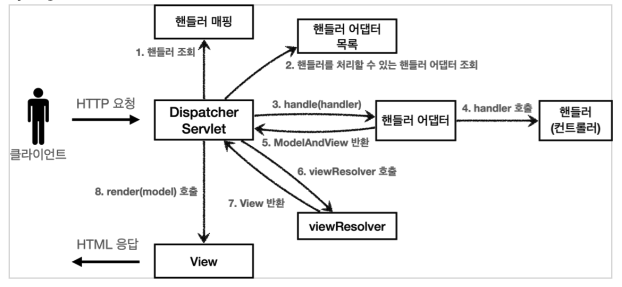 핸들러 매핑
핸들러 어댑터
목록
1. 핸들러 조회
2. 핸들러를 처리할 수 있는 핸들러 어댑터 조회
HTTP 요청
클라이언트
Dispatcher
Servlet
3. handle(handler)
핸들러 어댑터
4. handler 호출
핸들러
(컨트롤러)
5. ModelAndView 반환
6. viewResolver 호출
7. View 반환
8. render(model) 호출
viewResolver
HTML 응답
View